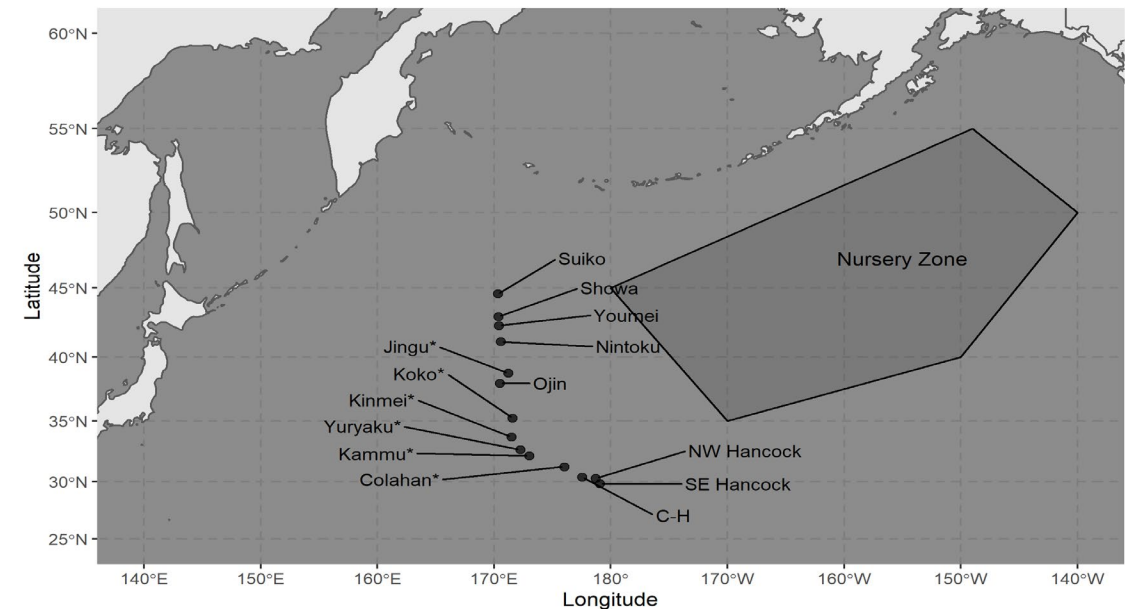 60°N
55°N
50°N
45°N
40°N
35°N
30°N
25°N
Latitude
Nursery Zone
Suiko
Showa
Youmei
Nintoku
Jingu*
Koko*
Ojin
Kinmei*
Yuryaku*
Kammu*
NW Hancock
Colahan*
SE Hancock
C-H
140°E
150°E
160°E
170°E
180°
170°W
160°W
150°W
140°W
Longitude